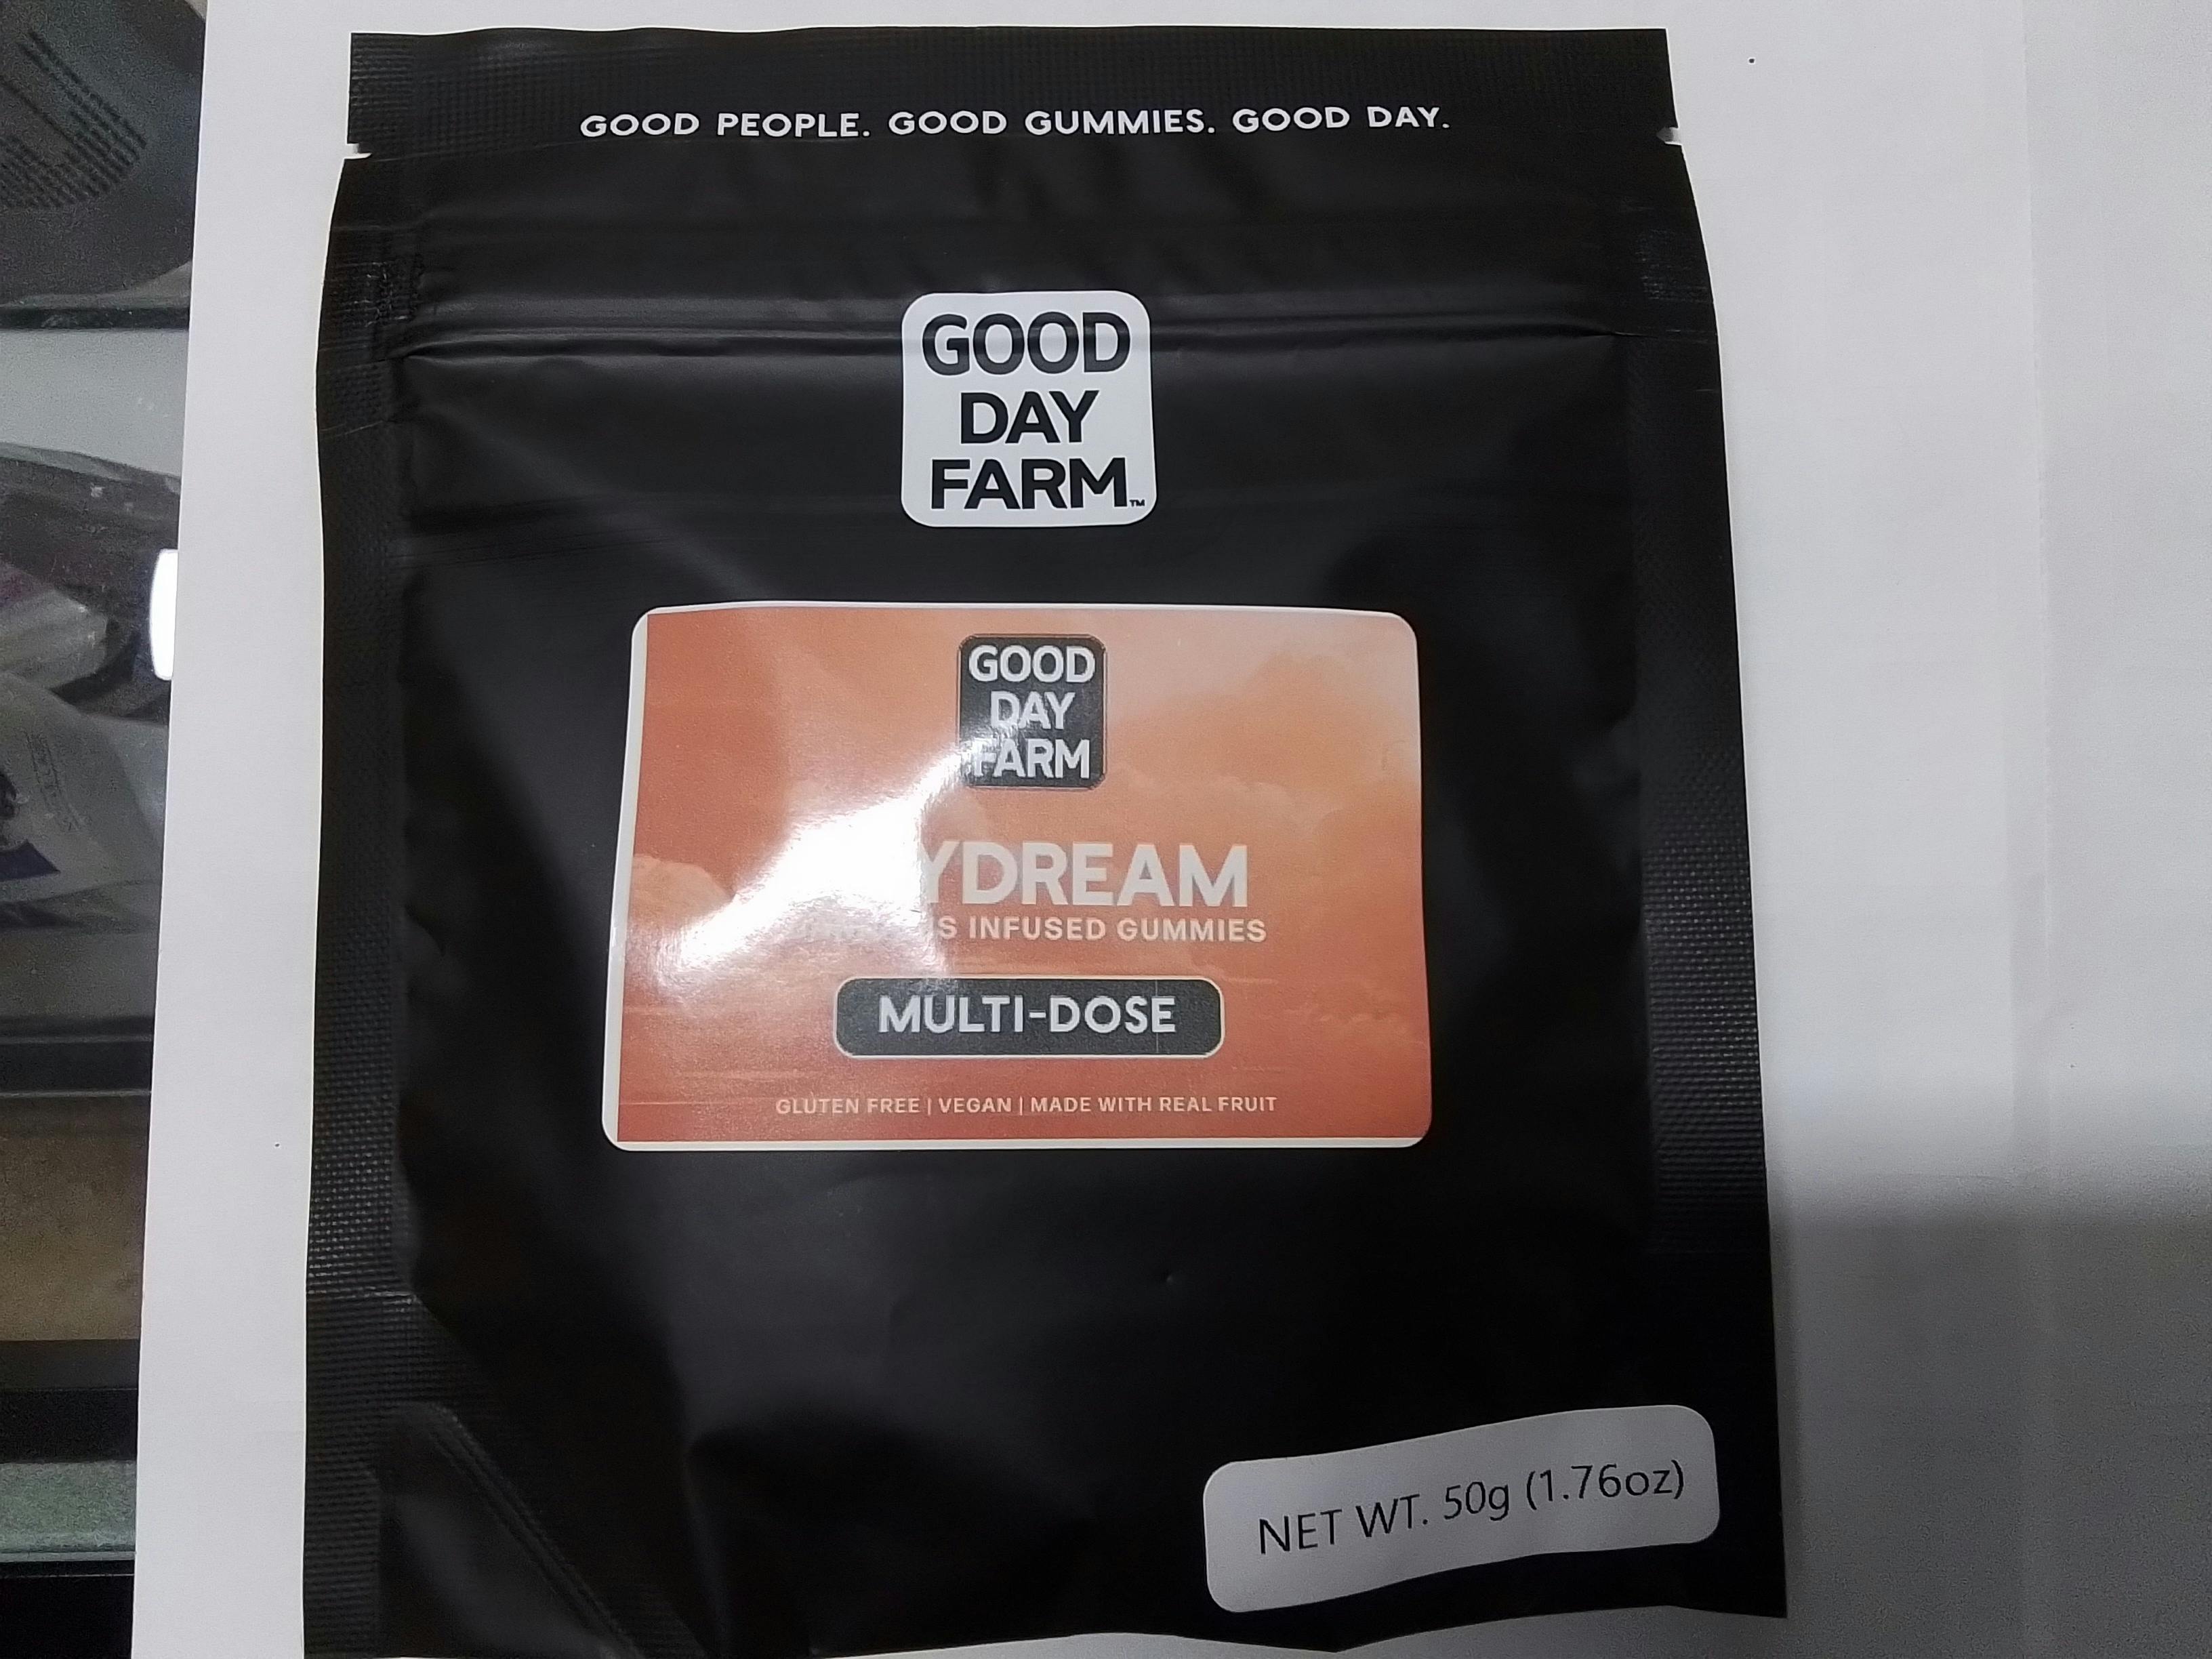 GOOD PEOPLE. GOOD GUMMIES. GOOD DAY.
GOOD
DAY
FARM™
GOOD
DAY
FARM
YDREAM
S INFUSED GUMMIES
MULTI-DOSE
GLUTEN FREE | VEGAN | MADE WITH REAL FRUIT
NET WT. 50g (1.76oz)